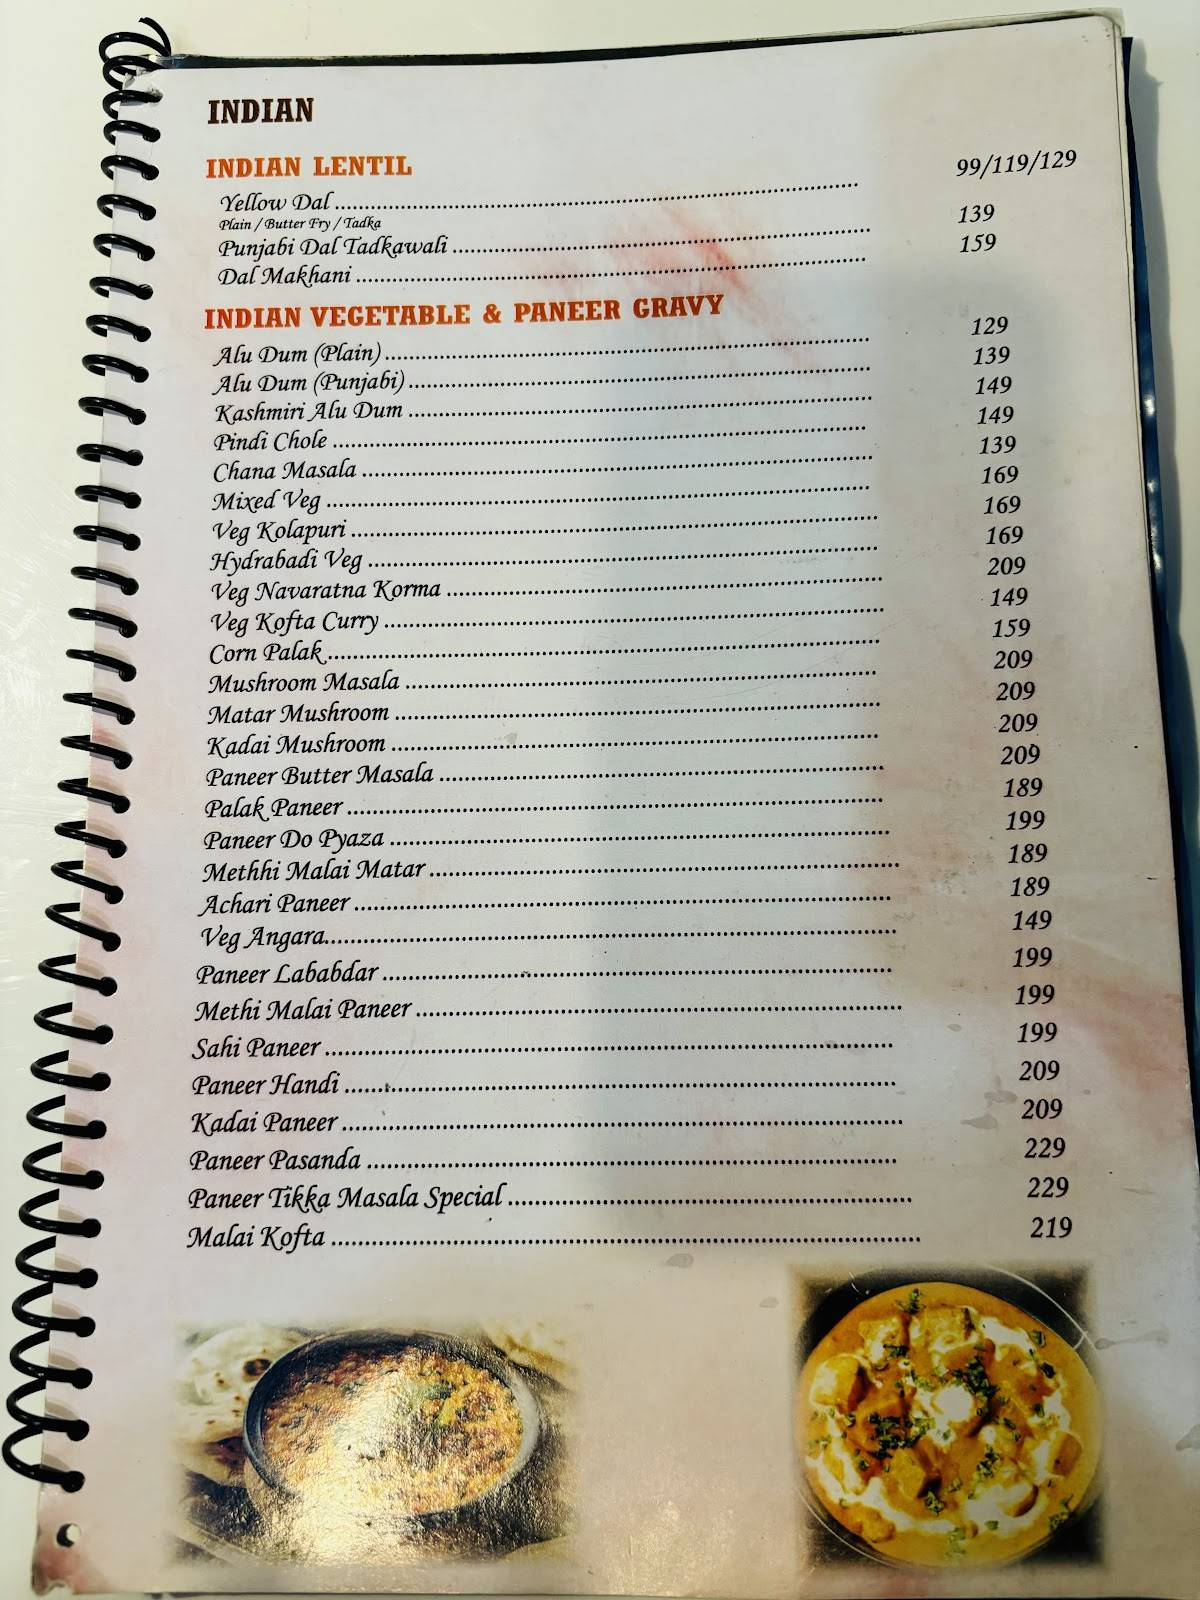 INDIAN
INDIAN LENTIL
Yellow Dal ........ 99/119/129
Plain / Butter Fry / Tadka
Punjabi Dal Tadkawali ........ 139
Dal Makhani ........ 159
INDIAN VEGETABLE & PANEER GRAVY
Alu Dum (Plain) ........ 129
Alu Dum (Punjabi) ........ 139
Kashmiri Alu Dum ........ 149
Pindi Chole ........ 149
Chana Masala ........ 139
Mixed Veg ........ 169
Veg Kolapuri ........ 169
Hydrabadi Veg ........ 169
Veg Navaratna Korma ........ 209
Veg Kofta Curry ........ 149
Corn Palak ........ 159
Mushroom Masala ........ 209
Matar Mushroom ........ 209
Kadai Mushroom ........ 209
Paneer Butter Masala ........ 209
Palak Paneer ........ 189
Paneer Do Pyaza ........ 199
Methhi Malai Matar ........ 189
Achari Paneer ........ 189
Veg Angara ........ 149
Paneer Lababdar ........ 199
Methi Malai Paneer ........ 199
Sahi Paneer ........ 199
Paneer Handi ........ 209
Kadai Paneer ........ 209
Paneer Pasanda ........ 229
Paneer Tikka Masala Special ........ 229
Malai Kofta ........ 219